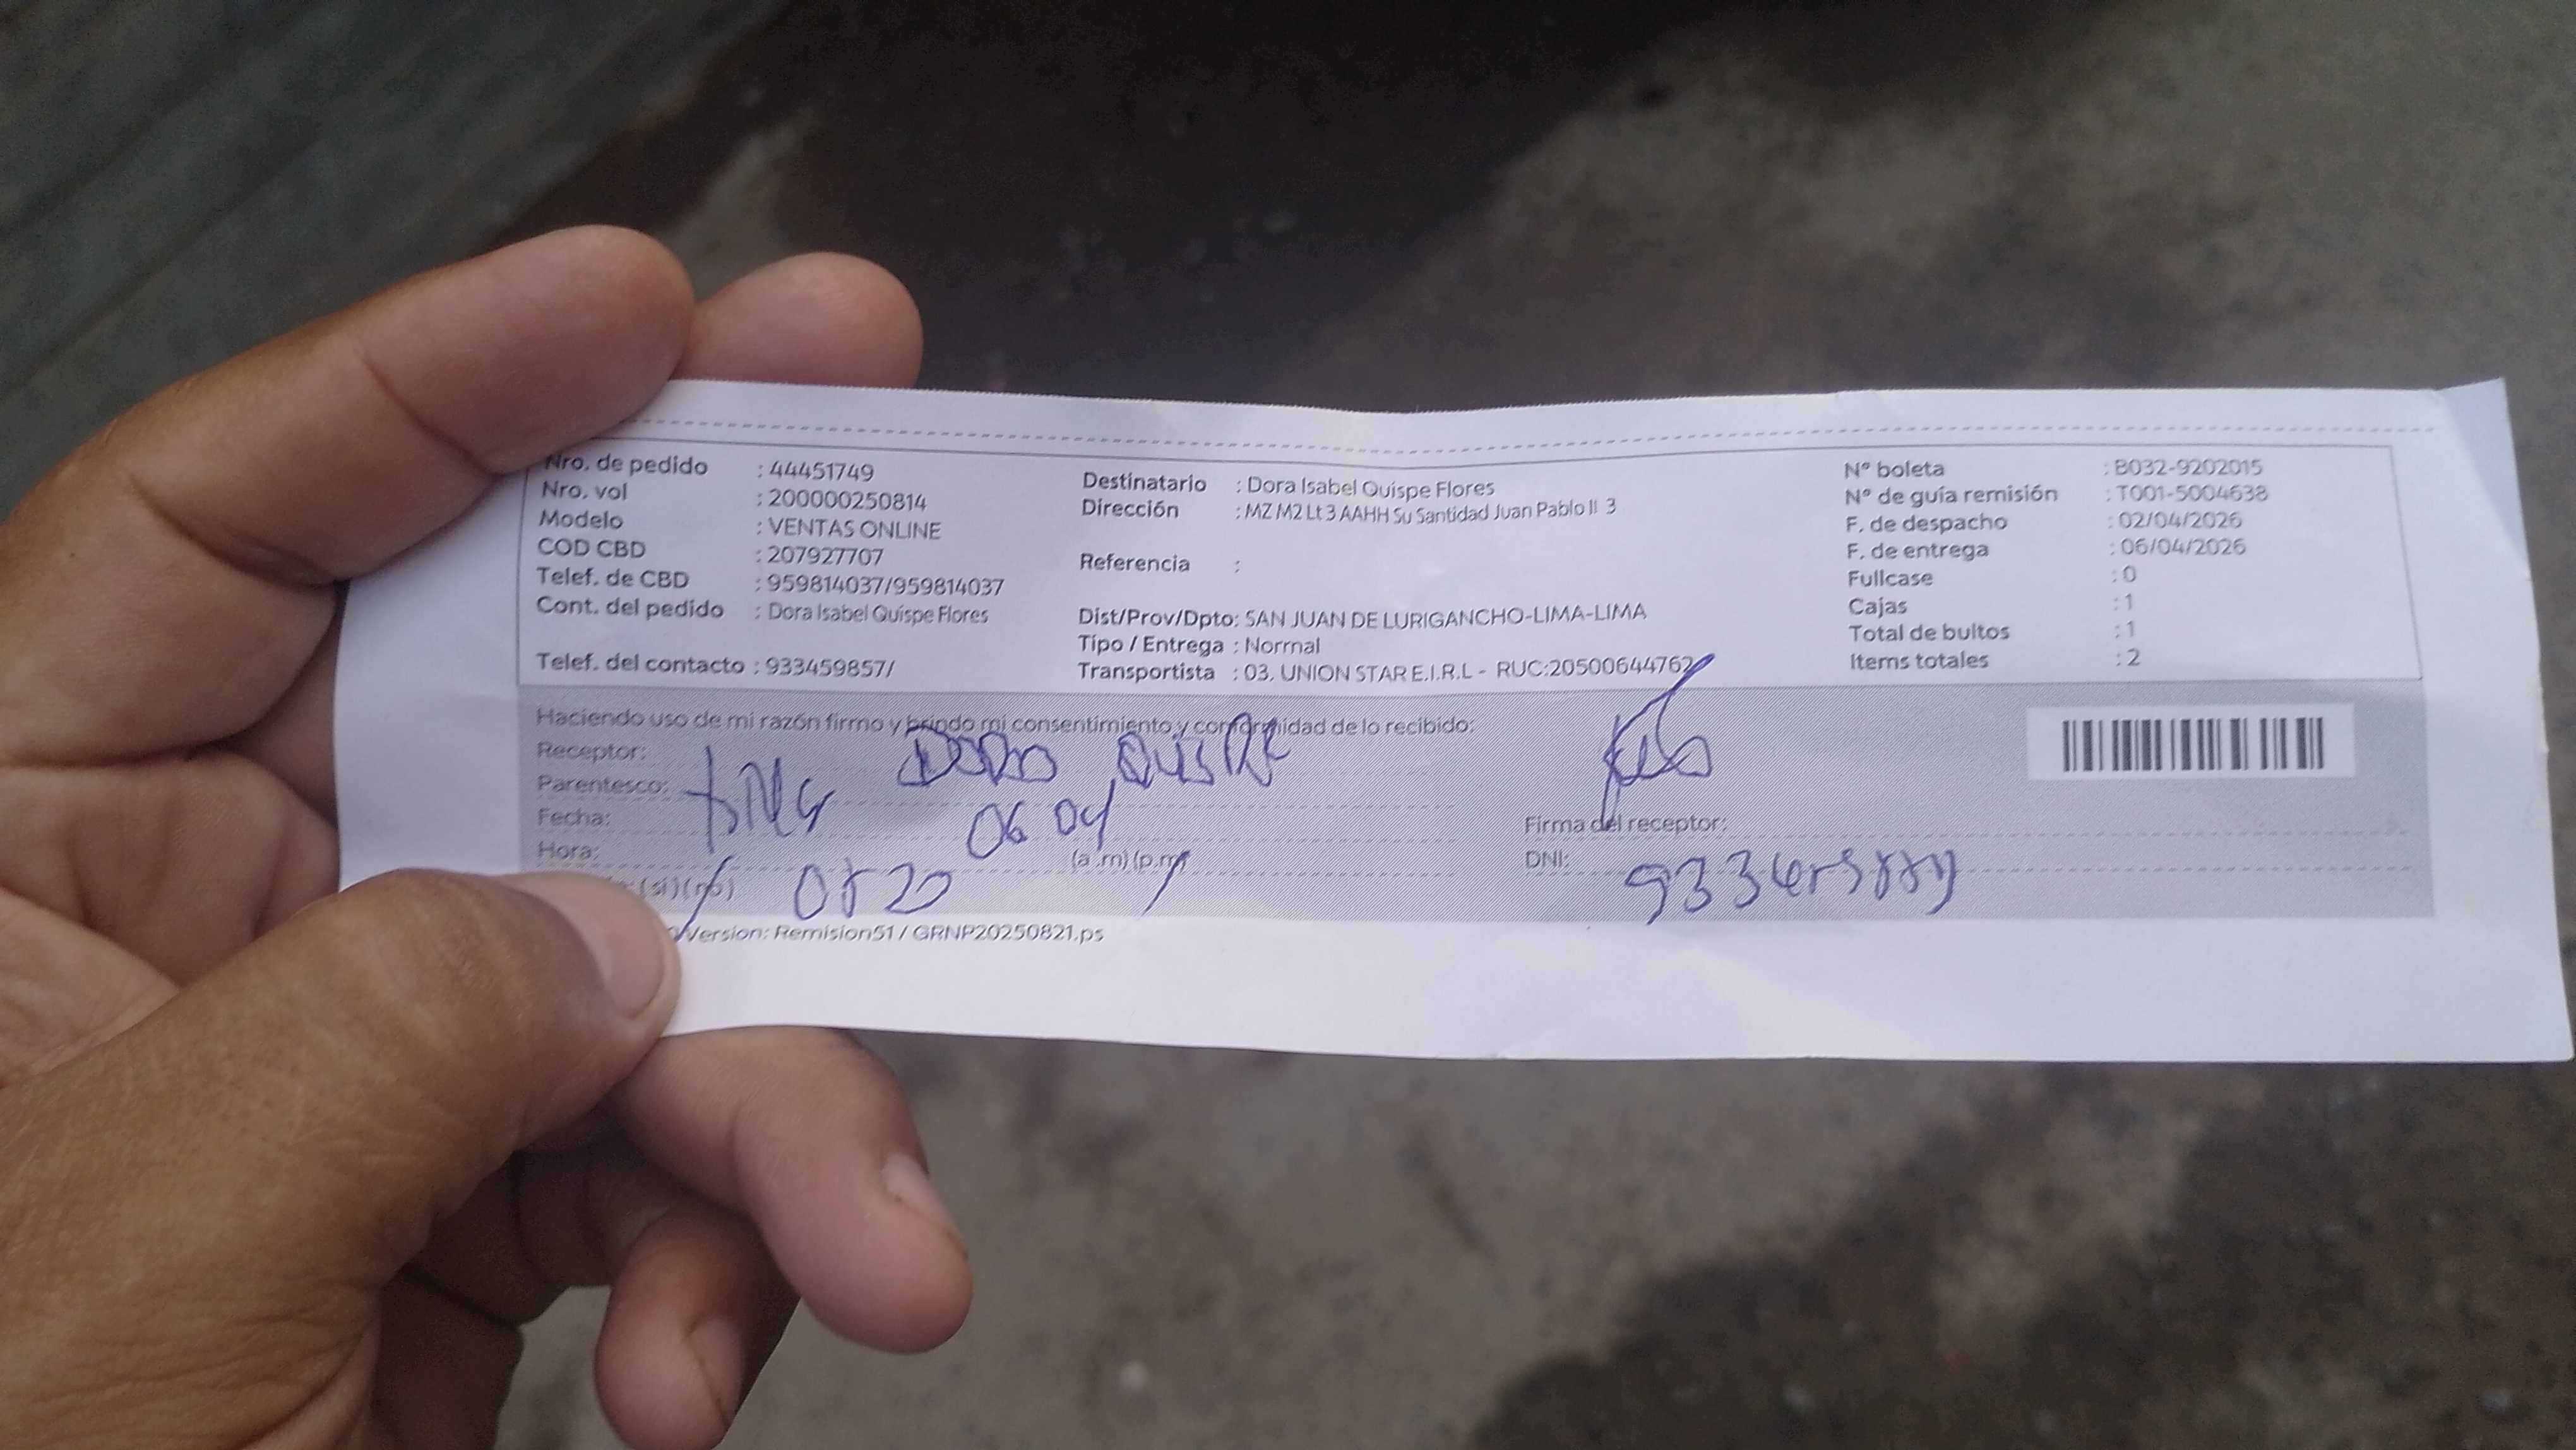 Nro. de pedido : 44451749
Nro. vol : 200000250814
Modelo : VENTAS ONLINE
COD CBD : 207927707
Telef. de CBD : 959814037/959814037
Cont. del pedido : Dora Isabel Quispe Flores
Telef. del contacto : 933459857/
Destinatario : Dora Isabel Quispe Flores
Dirección : MZ M2 Lt 3 AAHH Su Santidad Juan Pablo II 3
Referencia :
Dist/Prov/Dpto: SAN JUAN DE LURIGANCHO-LIMA-LIMA
Tipo / Entrega : Normal
Transportista : 03. UNION STAR E.I.R.L - RUC:20500644762
Nº boleta : B032-9202015
Nº de guía remisión : T001-5004638
F. de despacho : 02/04/2026
F. de entrega : 06/04/2026
Fullcase : 0
Cajas : 1
Total de bultos : 1
Items totales : 2
Haciendo uso de mi razón firmo y brindo mi consentimiento y conformidad de lo recibido:
Receptor: QUISPE
Parentesco:
Fecha: 06 04
Hora: (a.m) (p.m)
(si) (no)
Firma del receptor:
DNI:
Version: Remision51 / GRNP20250821.ps